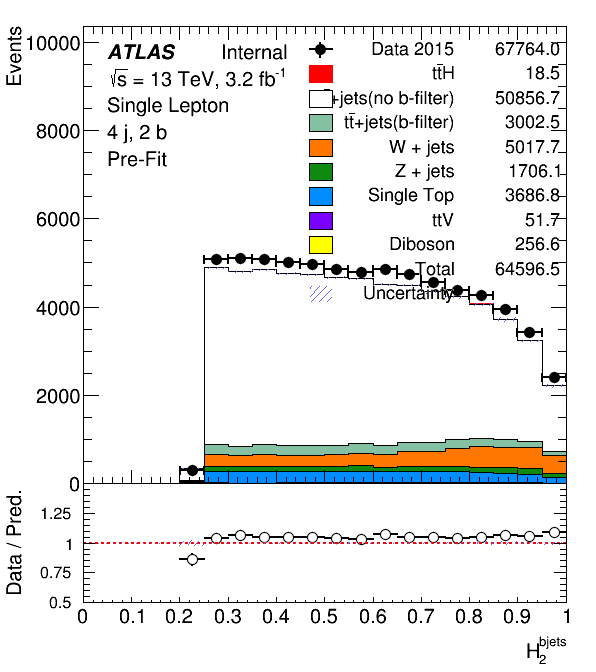 Events
10000
8000
6000
4000
2000
0
ATLAS Internal
√s = 13 TeV, 3.2 fb⁻¹
Single Lepton
4 j, 2 b
Pre-Fit
Data 2015 67764.0
tt̄H 18.5
+jets(no b-filter) 50856.7
tt̄+jets(b-filter) 3002.5
W + jets 5017.7
Z + jets 1706.1
Single Top 3686.8
ttV 51.7
Diboson 256.6
Total 64596.5
Uncertainty
Data / Pred.
1.25
1
0.75
0.5
0 0.1 0.2 0.3 0.4 0.5 0.6 0.7 0.8 0.9 1
H₂^bjets